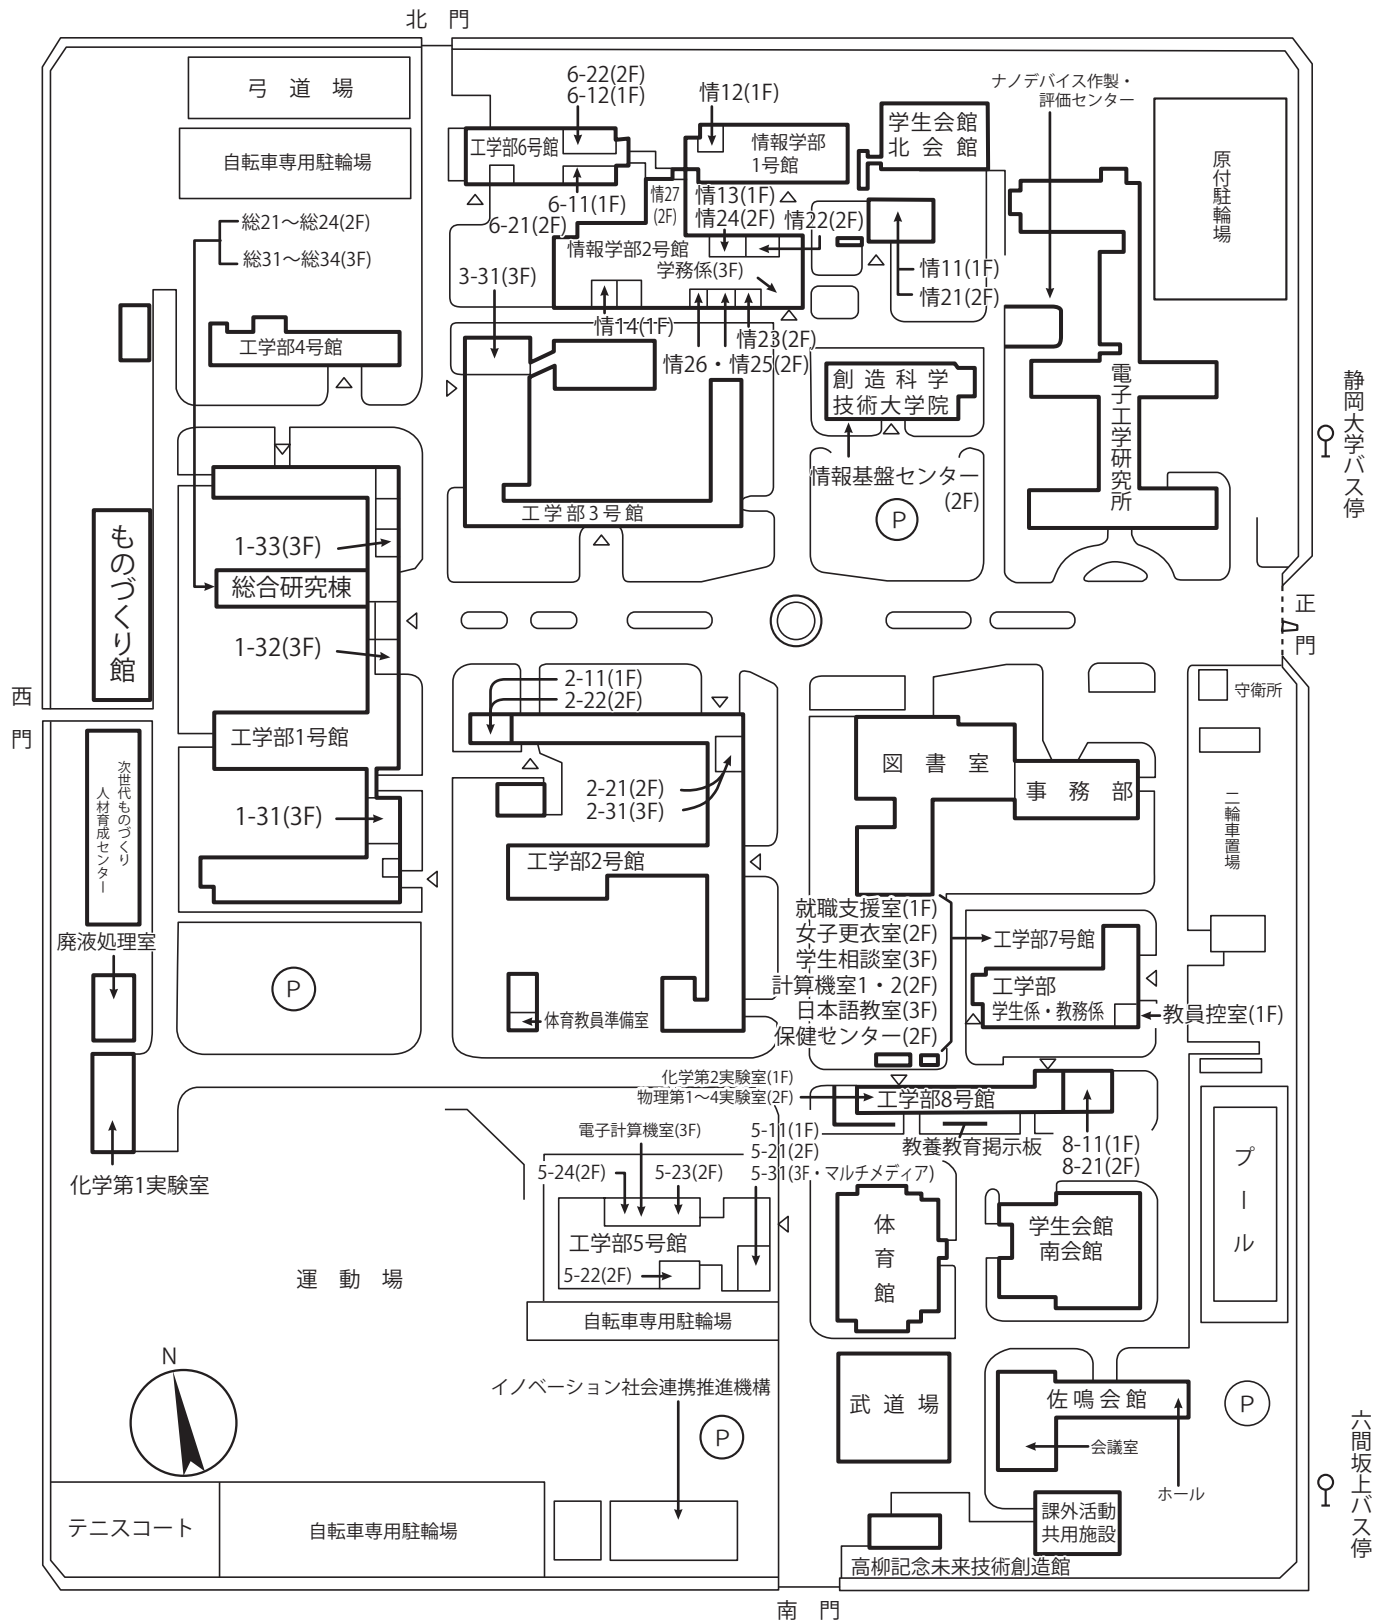 北門
弓道場
自転車専用駐輪場
総21～総24(2F)
総31～総34(3F)
6-22(2F)
6-12(1F)
工学部6号館
6-11(1F)
6-21(2F)
情12(1F)
情報学部
1号館
情27
(2F)
情13(1F)
情24(2F)
情22(2F)
情報学部2号館
学務係(3F)
学生会館
北会館
ナノデバイス作製・
評価センター
原付駐輪場
情11(1F)
情21(2F)
3-31(3F)
情14(1F)
情23(2F)
情26・情25(2F)
工学部4号館
創造科学
技術大学院
情報基盤センター
(2F)
P
電子工学研究所
静岡大学バス停
工学部3号館
ものづくり館
1-33(3F)
総合研究棟
1-32(3F)
工学部1号館
1-31(3F)
正門
西門
守衛所
二輪車置場
次世代ものづくり
人材育成センター
2-11(1F)
2-22(2F)
2-21(2F)
2-31(3F)
工学部2号館
図書室
事務部
廃液処理室
P
体育教員準備室
就職支援室(1F)
女子更衣室(2F)
学生相談室(3F)
計算機室1・2(2F)
日本語教室(3F)
保健センター(2F)
工学部7号館
工学部
学生係・教務係
教員控室(1F)
化学第2実験室(1F)
物理第1～4実験室(2F)
工学部8号館
教養教育掲示板
8-11(1F)
8-21(2F)
化学第1実験室
電子計算機室(3F)
5-24(2F)
5-23(2F)
5-11(1F)
5-21(2F)
5-31(3F・マルチメディア)
工学部5号館
5-22(2F)
自転車専用駐輪場
運動場
体育館
学生会館
南会館
プール
N
イノベーション社会連携推進機構
P
武道場
佐鳴会館
会議室
ホール
P
六間坂上バス停
テニスコート
自転車専用駐輪場
課外活動
共用施設
高柳記念未来技術創造館
南門